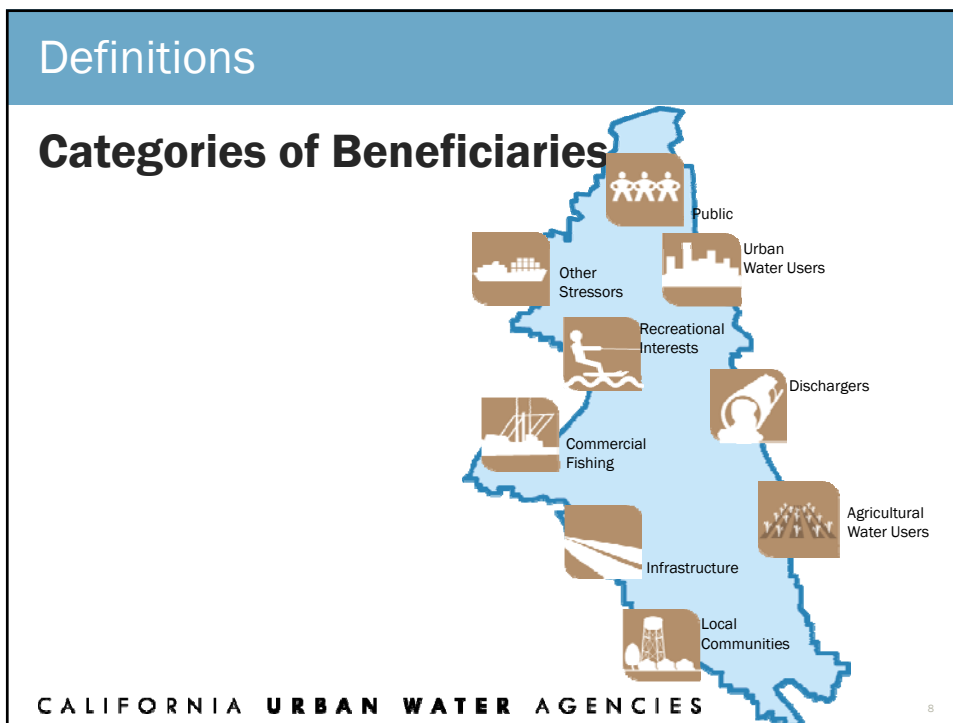 Definitions
Categories of Beneficiaries
Public
Urban
Water Users
Other
Stressors
Recreational
Interests
Dischargers
Commercial
Fishing
Agricultural
Water Users
Infrastructure
Local
Communities
CALIFORNIA URBAN WATER AGENCIES
8